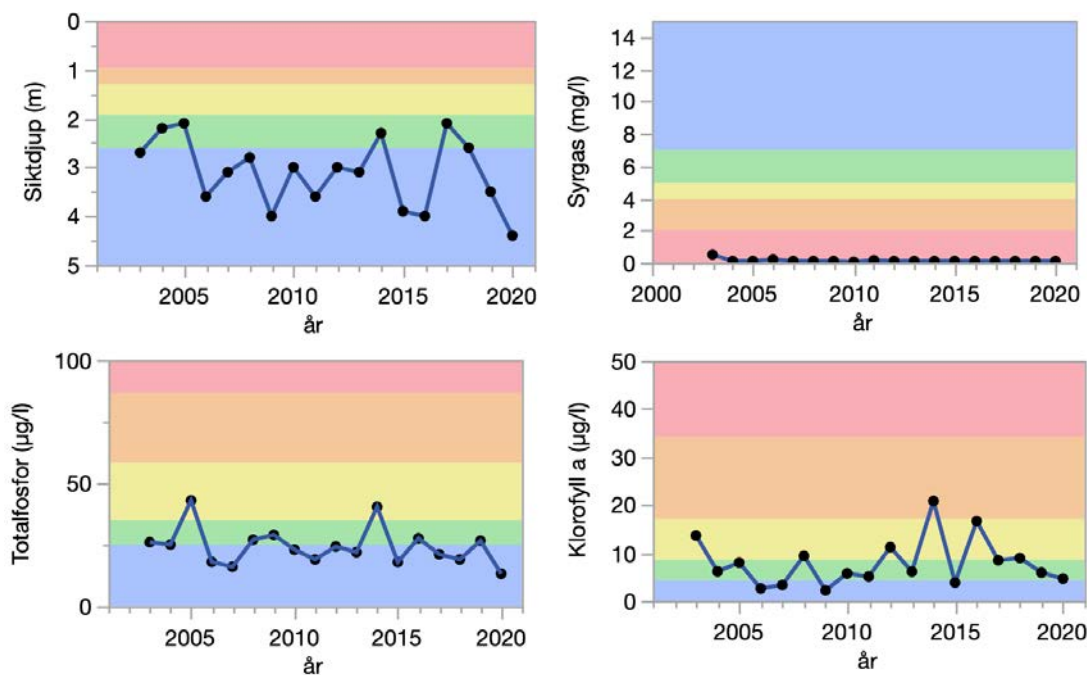 0
1
2
3
4
5
Siktdjup (m)
2005 2010 2015 2020
år
14
12
10
8
6
4
2
0
Syrgas (mg/l)
2000 2005 2010 2015 2020
år
100
50
0
Totalfosfor (µg/l)
2005 2010 2015 2020
år
50
40
30
20
10
0
Klorofyll a (µg/l)
2005 2010 2015 2020
år